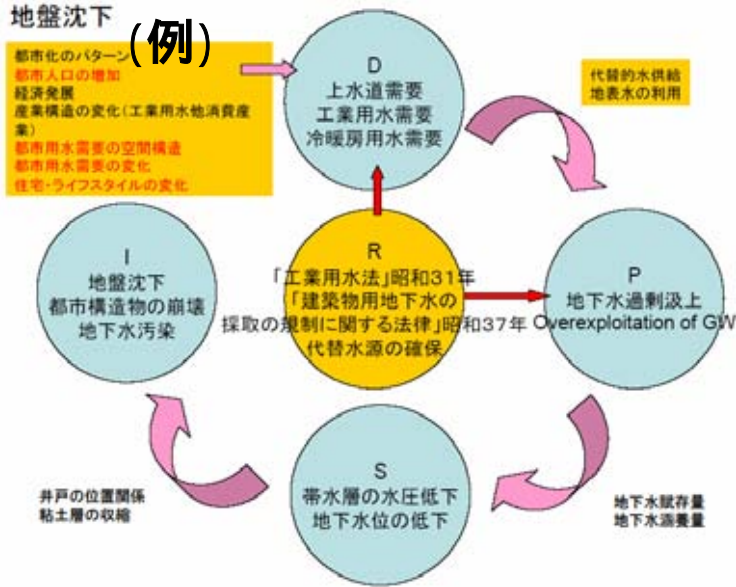 地盤沈下
(例)
都市化のパターン
都市人口の増加
経済発展
産業構造の変化(工業用水他消費産
業)
都市用水需要の空間構造
都市用水需要の変化
住宅・ライフスタイルの変化
D
上水道需要
工業用水需要
冷暖房用水需要
代替的水供給
地表水の利用
I
地盤沈下
都市構造物の崩壊
地下水汚染
R
「工業用水法」昭和31年
「建築物用地下水の
採取の規制に関する法律」昭和37年
代替水源の確保
P
地下水過剰汲上
Overexploitation of GW
S
帯水層の水圧低下
地下水位の低下
井戸の位置関係
粘土層の収縮
地下水賦存量
地下水涵養量